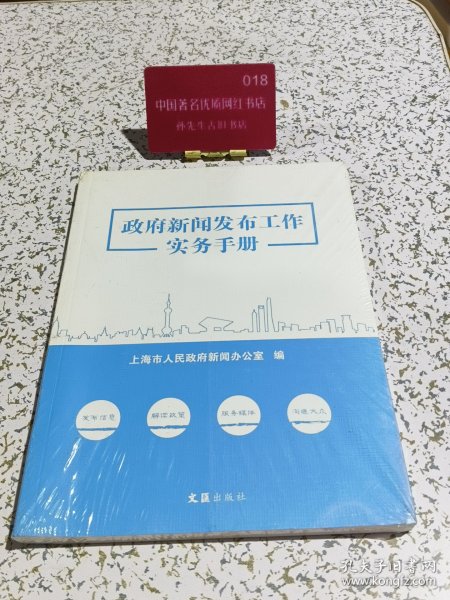 018
中国著名优质网红书店
孙先生古旧书店
政府新闻发布工作
实务手册
上海市人民政府新闻办公室 编
发布信息
解读政策
服务媒体
沟通大众
文匯出版社
孔夫子旧书网
www.kongfz.com